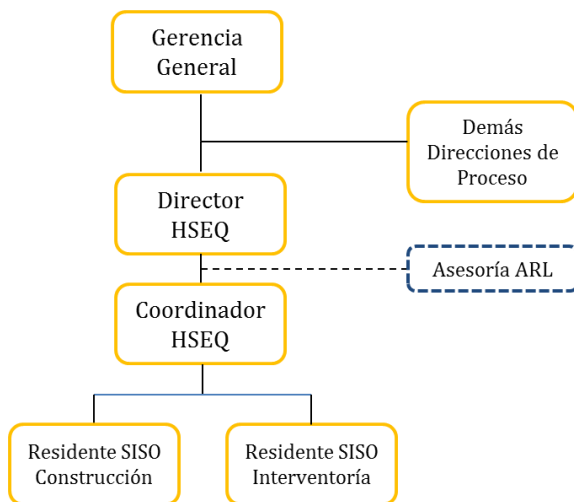 Gerencia
General
Demás
Direcciones de
Proceso
Director
HSEQ
Asesoría ARL
Coordinador
HSEQ
Residente SISO
Construcción
Residente SISO
Interventoría